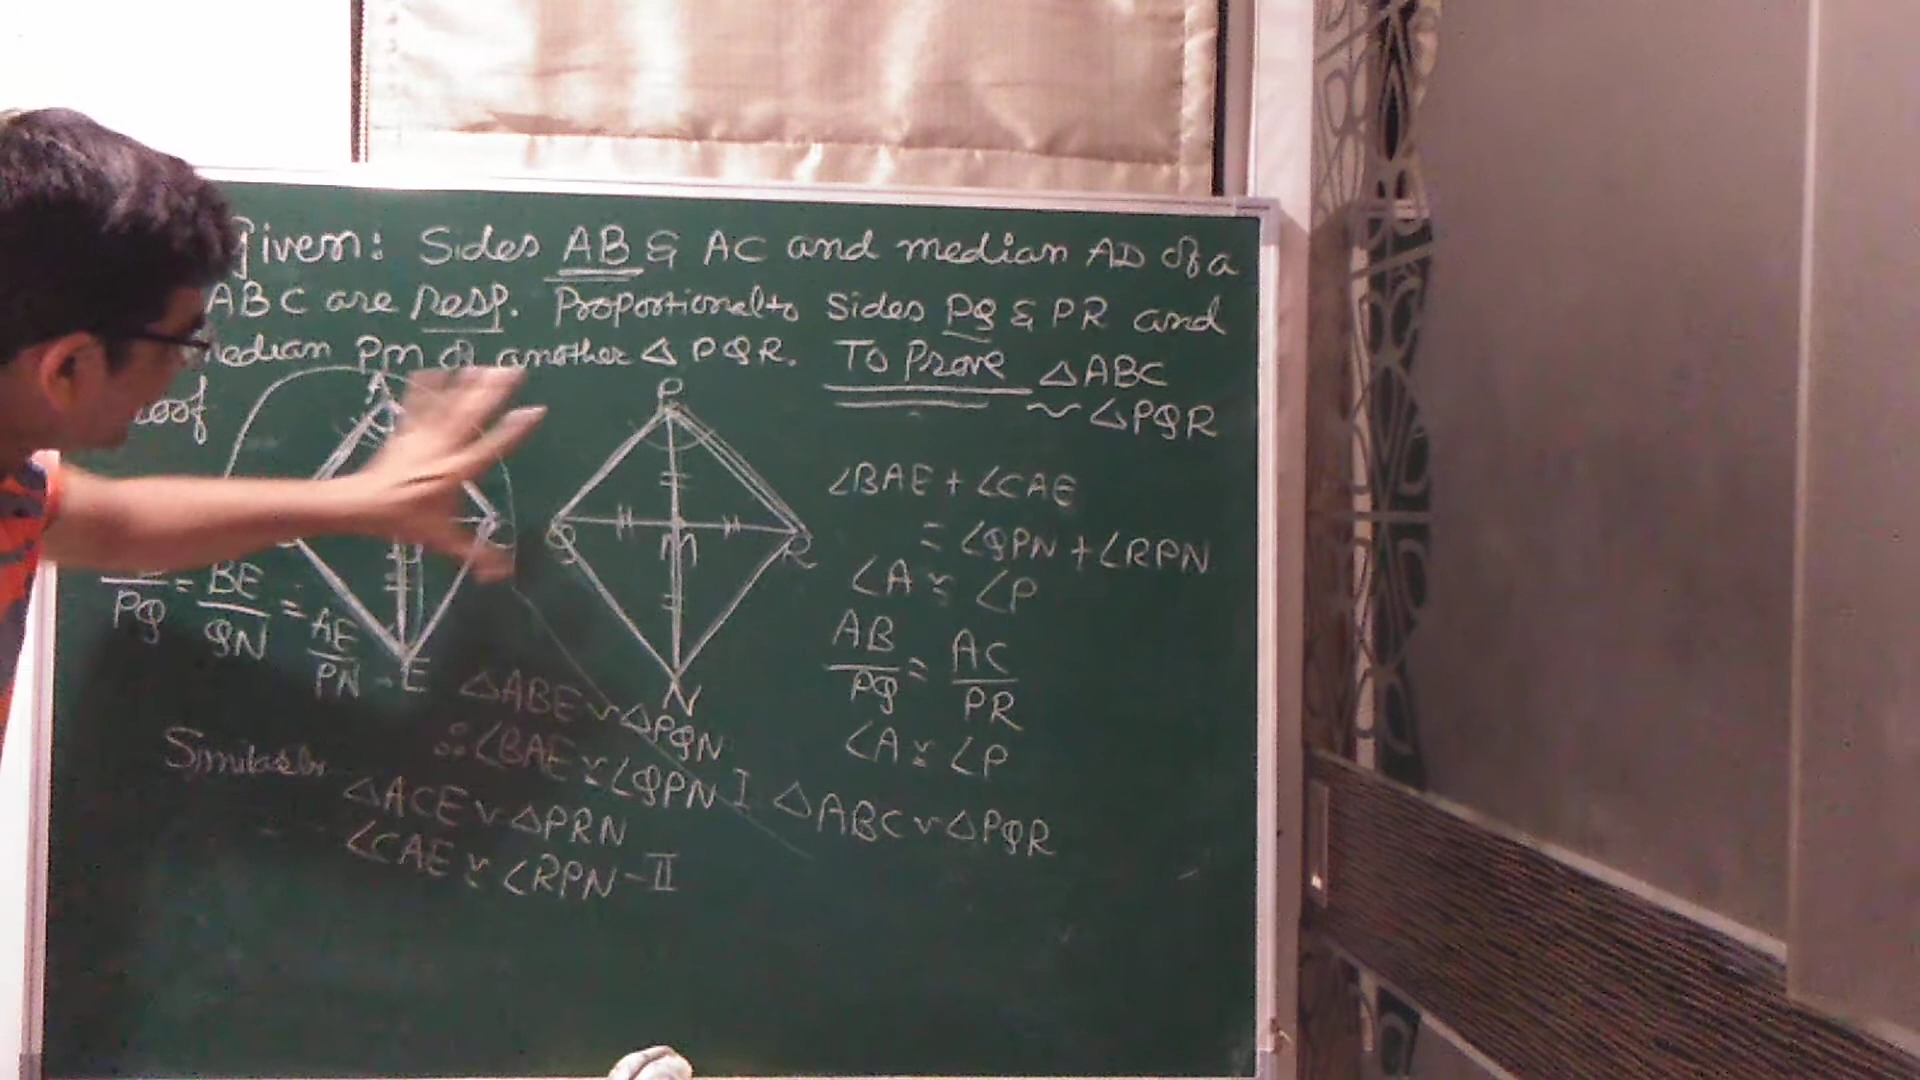 Given: Sides AB & AC and median AD of a
ABC are resp. Proportional to Sides PQ & PR and
median PM of another △ PQR. To Prove △ABC
~ △PQR
Proof
A
P
Q
M
R
N
E
PQ = BE/QN = AE/PN
△ABE ~ △PQN
∴ ∠BAE ≅ ∠QPN I
Similarly
△ACE ~ △PRN
∠CAE ≅ ∠RPN - II
∠BAE + ∠CAE
= ∠QPN + ∠RPN
∠A ≅ ∠P
AB/PQ = AC/PR
∠A ≅ ∠P
△ABC ~ △PQR